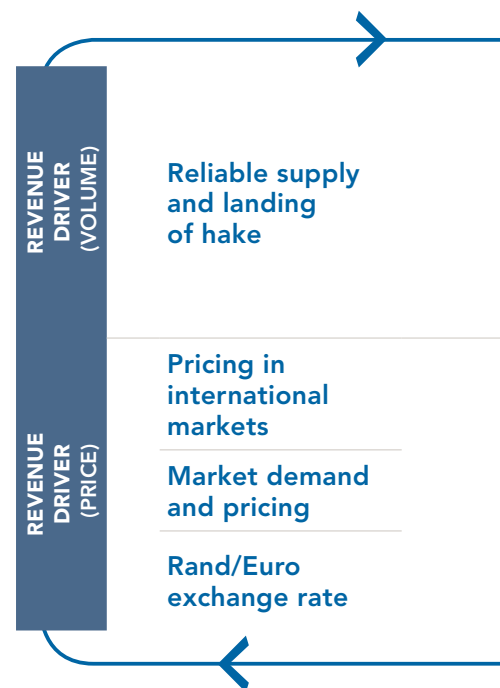 REVENUE
DRIVER
(VOLUME)
Reliable supply
and landing
of hake
REVENUE
DRIVER
(PRICE)
Pricing in
international
markets
Market demand
and pricing
Rand/Euro
exchange rate